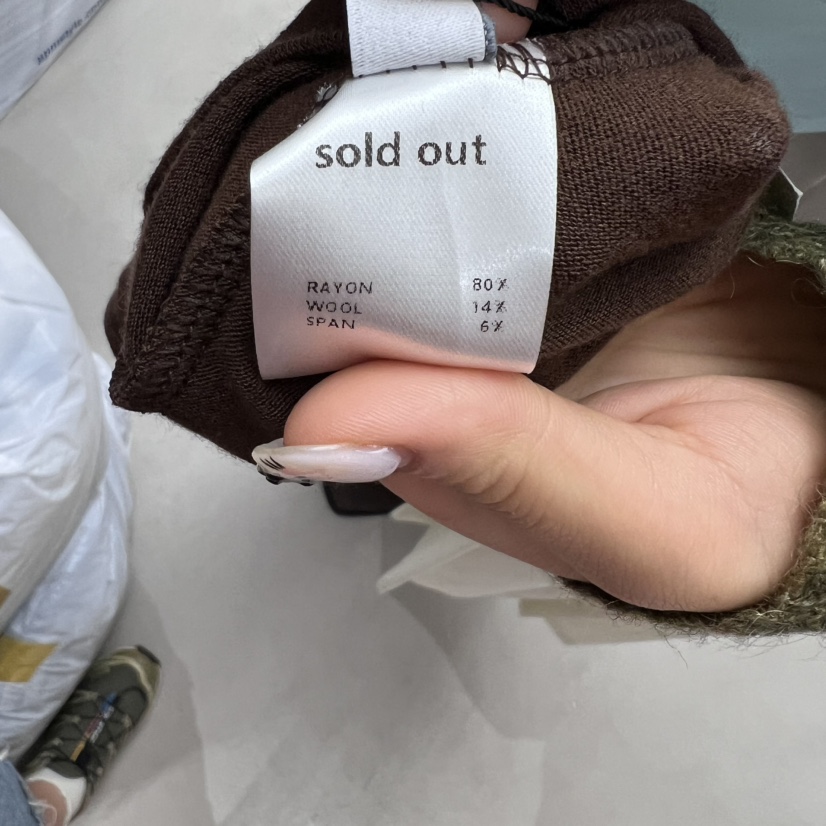 sold out
RAYON 80%
WOOL 14%
SPAN 6%